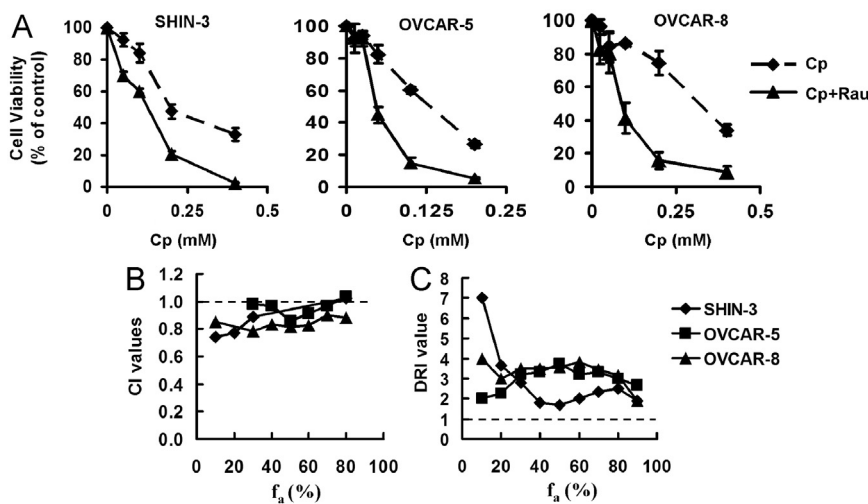 A
SHIN-3
OVCAR-5
OVCAR-8
Cell Viability
(% of control)
100
80
60
40
20
0
0
0.25
0.5
Cp (mM)
100
80
60
40
20
0
0
0.125
0.25
Cp (mM)
100
80
60
40
20
0
0
0.25
0.5
Cp (mM)
Cp
Cp+Rau
B
CI values
1.2
1.0
0.8
0.6
0.4
0.2
0.0
0 20 40 60 80 100
fa (%)
C
DRI value
8
7
6
5
4
3
2
1
0
0 20 40 60 80 100
fa (%)
SHIN-3
OVCAR-5
OVCAR-8